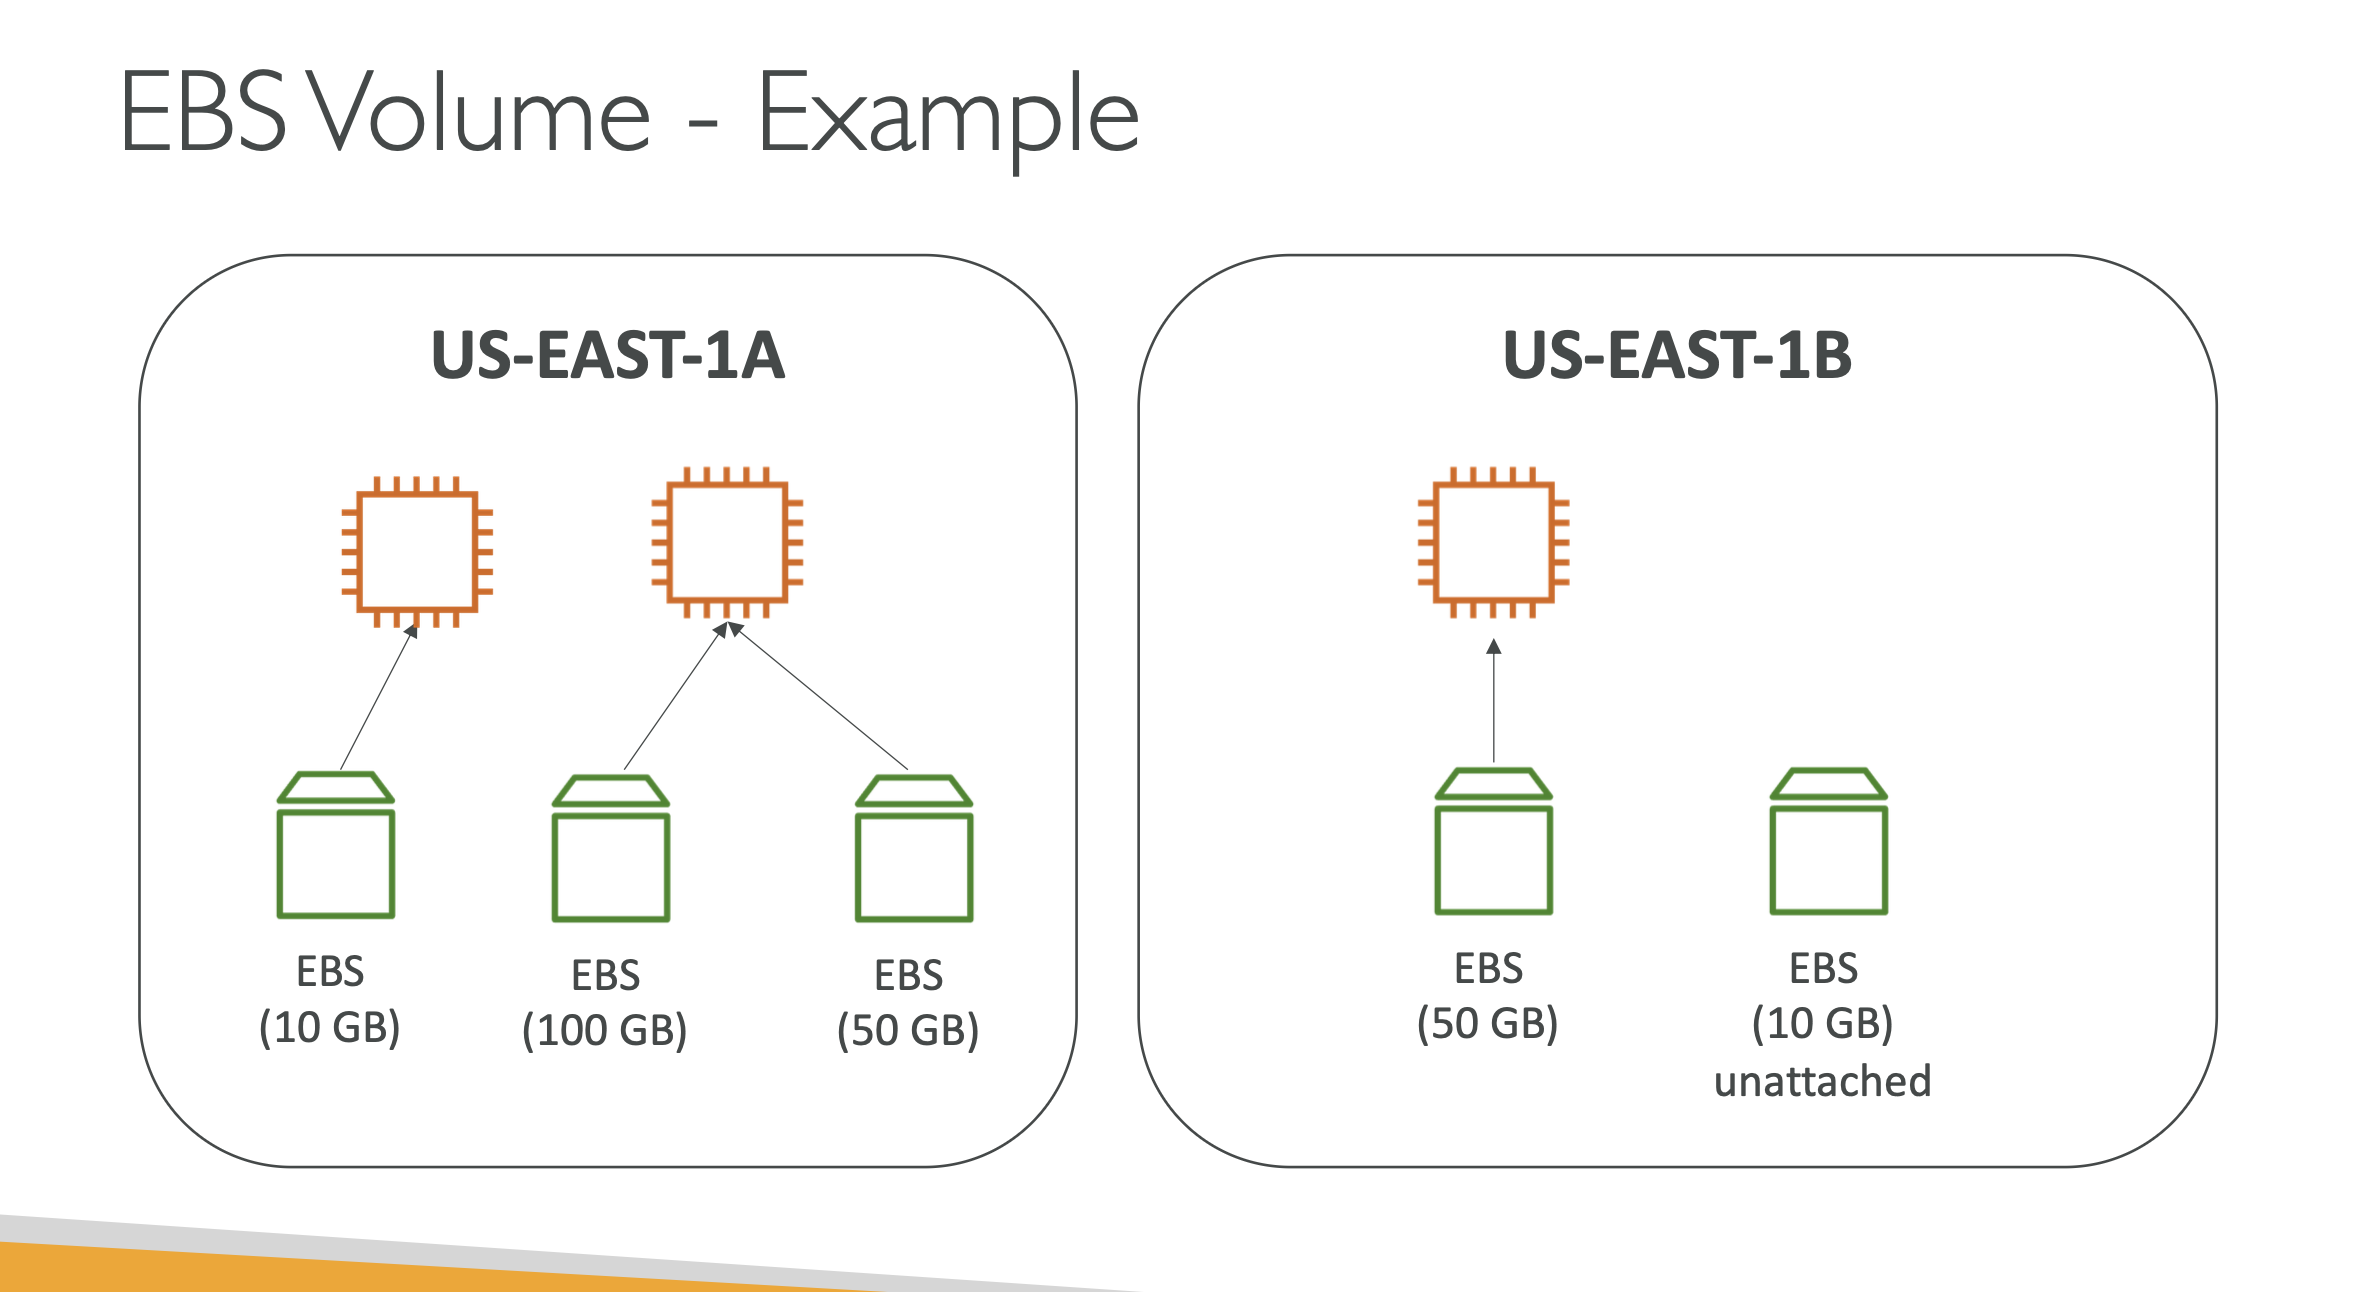 EBS Volume - Example
US-EAST-1A
EBS
(10 GB)
EBS
(100 GB)
EBS
(50 GB)
US-EAST-1B
EBS
(50 GB)
EBS
(10 GB)
unattached